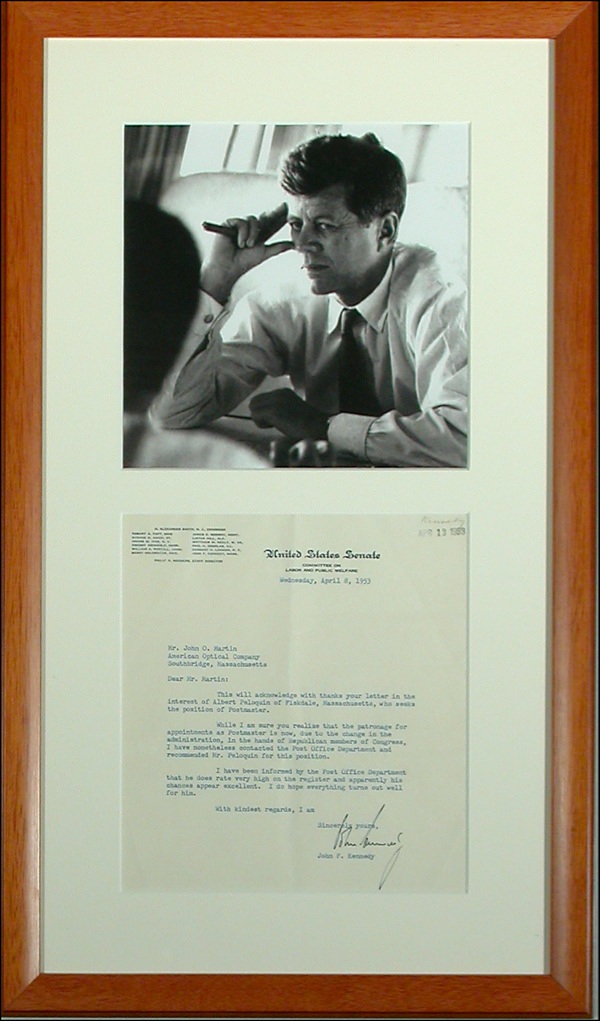 H. ALEXANDER SMITH, N. J., CHAIRMAN
United States Senate
COMMITTEE ON
LABOR AND PUBLIC WELFARE
Wednesday, April 8, 1953
APR 13 1953
Mr. John O. Martin
American Optical Company
Southbridge, Massachusetts
Dear Mr. Martin:
This will acknowledge with thanks your letter in the
interest of Albert Peloquin of Fiskdale, Massachusetts, who seeks
the position of Postmaster.
While I am sure you realize that the patronage for
appointments as Postmaster is now, due to the change in the
administration, in the hands of Republican members of Congress,
I have nonetheless contacted the Post Office Department and
recommended Mr. Peloquin for this position.
I have been informed by the Post Office Department
that he does rate very high on the register and apparently his
chances appear excellent. I do hope everything turns out well
for him.
With kindest regards, I am
Sincerely yours,
John F. Kennedy